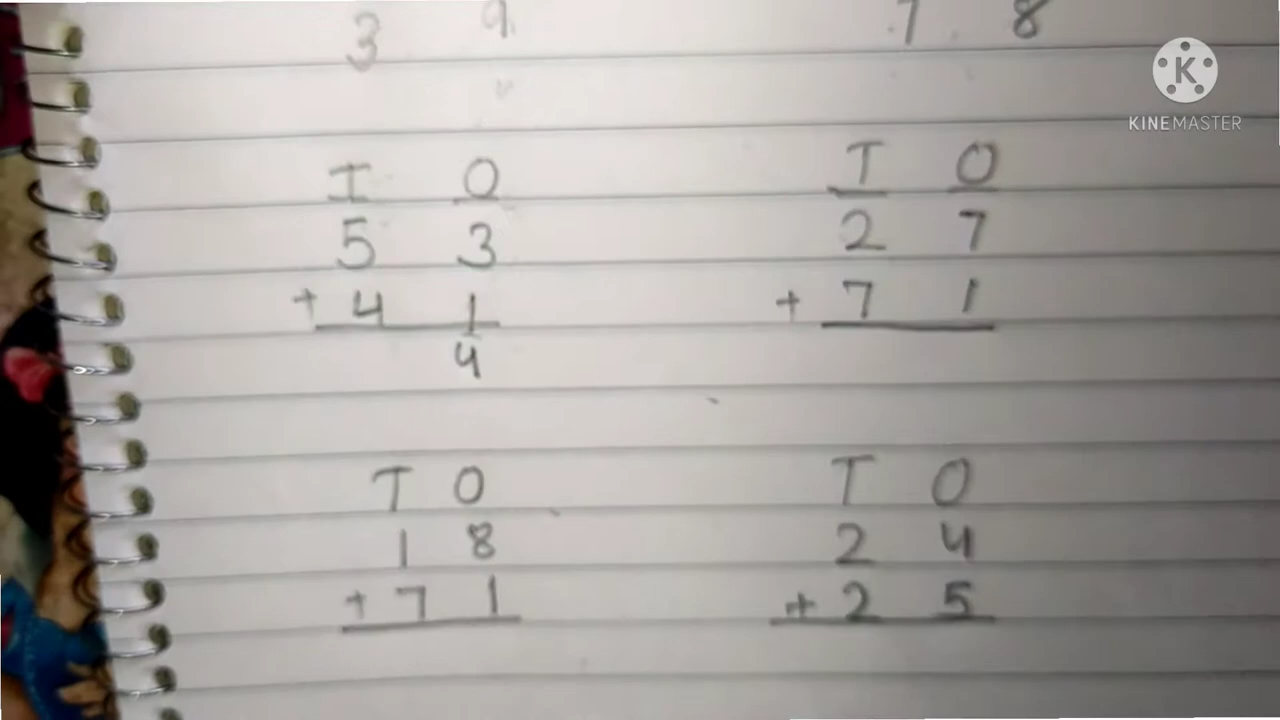 3 9 7 8
KINEMASTER
T O T O
5 3 2 7
+ 4 1 + 7 1
4
T O T O
1 8 2 4
+ 7 1 + 2 5